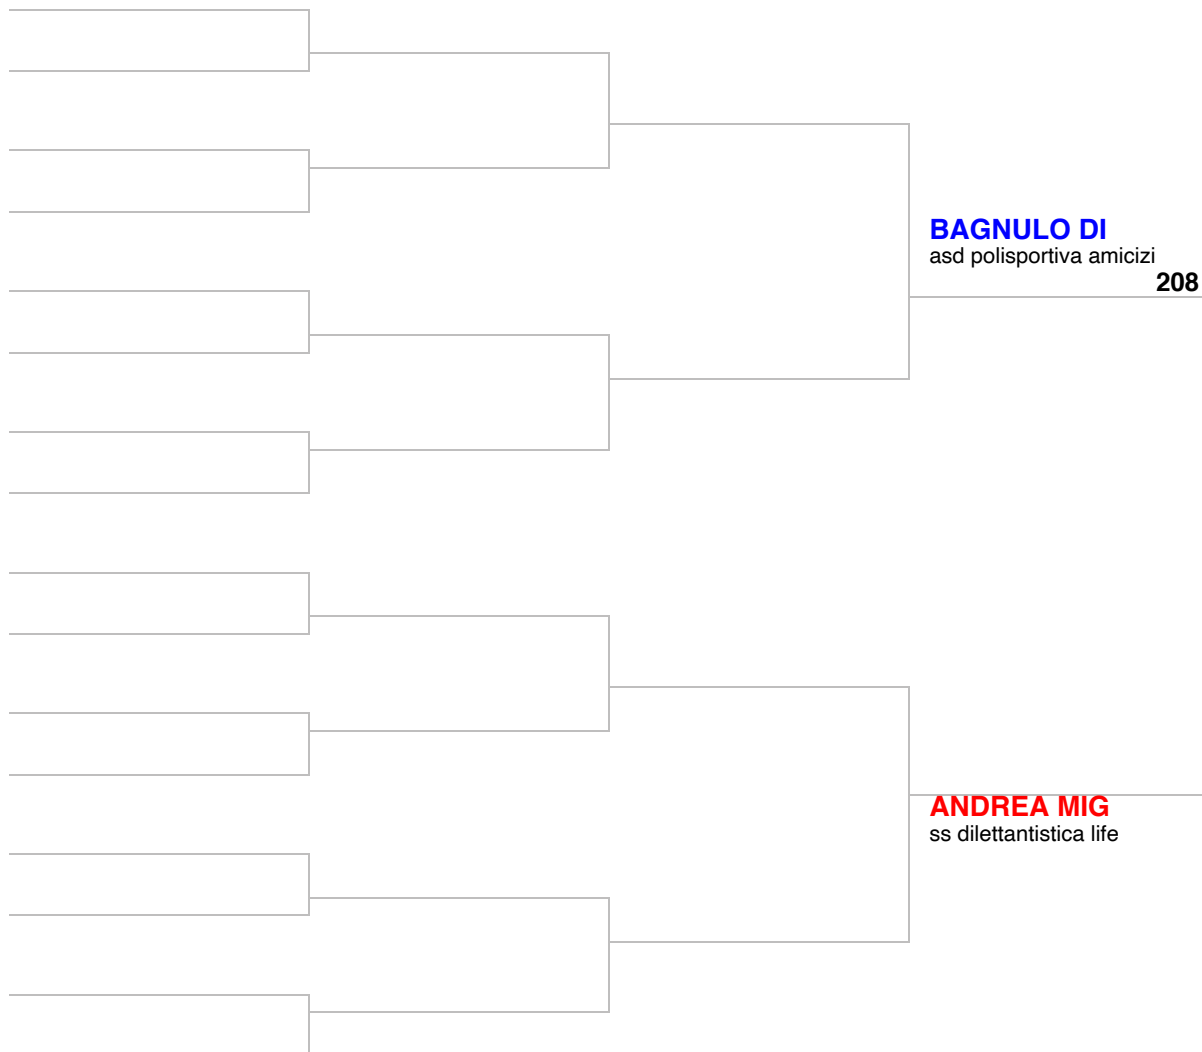 BAGNULO DI
asd polisportiva amicizi
208
ANDREA MIG
ss dilettantistica life